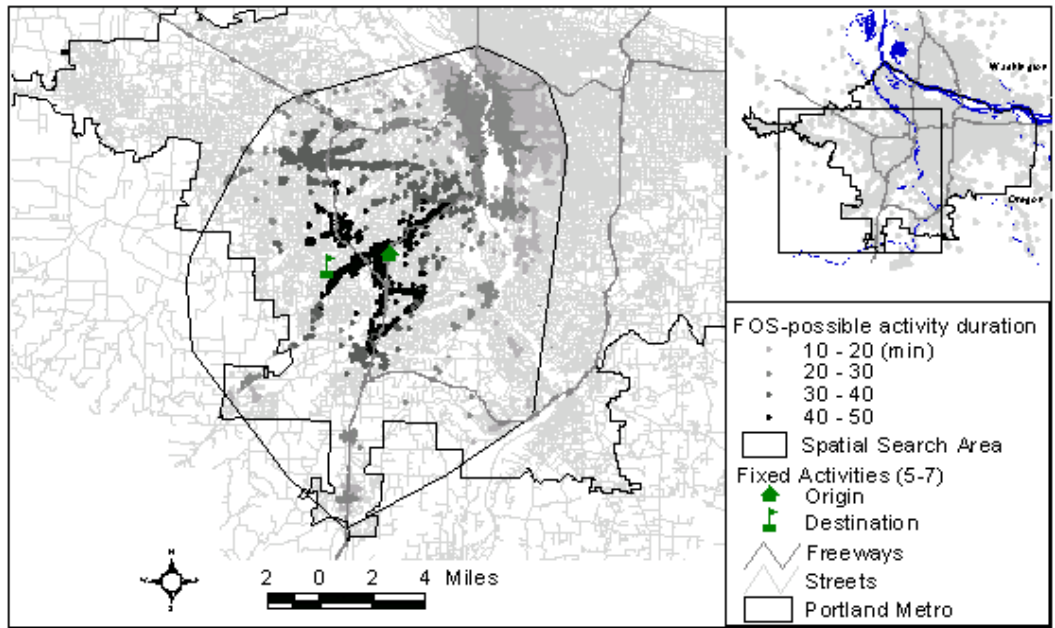 N
S
2 0 2 4 Miles
Washington
Oregon
FOS-possible activity duration
10 - 20 (min)
20 - 30
30 - 40
40 - 50
Spatial Search Area
Fixed Activities (5-7)
Origin
Destination
Freeways
Streets
Portland Metro